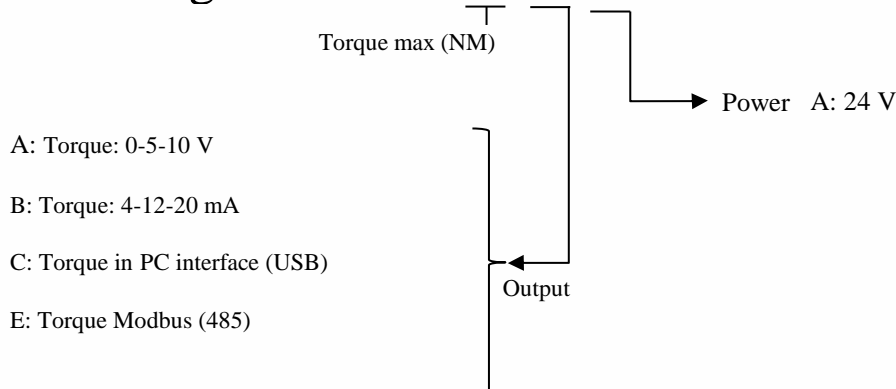 Torque max (NM)
Power A: 24 V
A: Torque: 0-5-10 V
B: Torque: 4-12-20 mA
C: Torque in PC interface (USB)
Output
E: Torque Modbus (485)